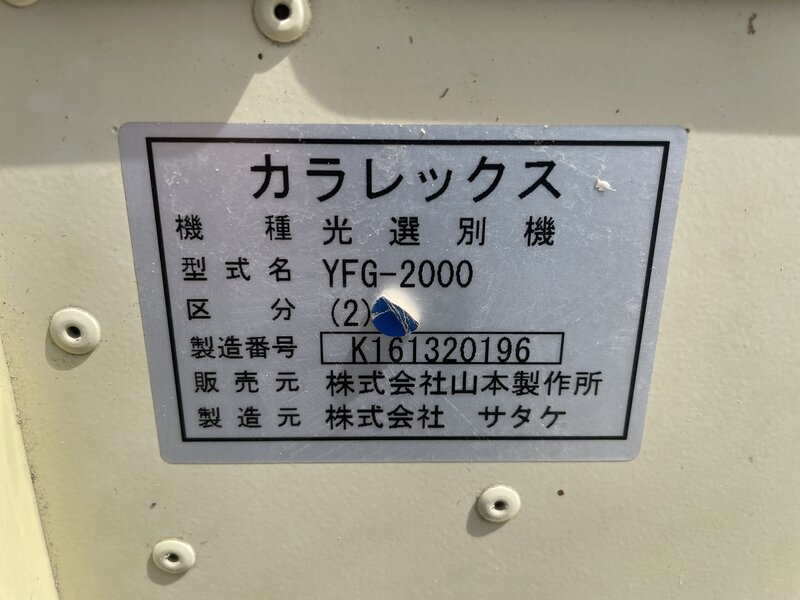 カラレックス
機種 光選別機
型式名 YFG-2000
区分 (2)
製造番号 K161320196
販売元 株式会社山本製作所
製造元 株式会社 サタケ